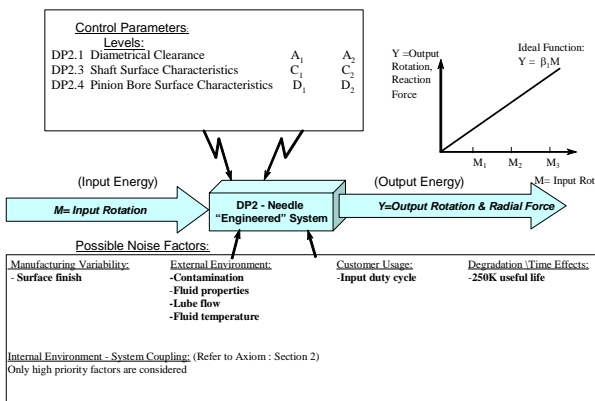 Control Parameters:
Levels:
DP2.1 Diametrical Clearance A1 A2
DP2.3 Shaft Surface Characteristics C1 C2
DP2.4 Pinion Bore Surface Characteristics D1 D2
Y =Output
Rotation,
Reaction
Force
Ideal Function:
Y = β1M
M1 M2 M3
M= Input Rot
(Input Energy)
M= Input Rotation
DP2 - Needle
“Engineered” System
(Output Energy)
Y=Output Rotation & Radial Force
Possible Noise Factors:
Manufacturing Variability:
- Surface finish
External Environment:
-Contamination
-Fluid properties
-Lube flow
-Fluid temperature
Customer Usage:
-Input duty cycle
Degradation \Time Effects:
-250K useful life
Internal Environment - System Coupling: (Refer to Axiom : Section 2)
Only high priority factors are considered